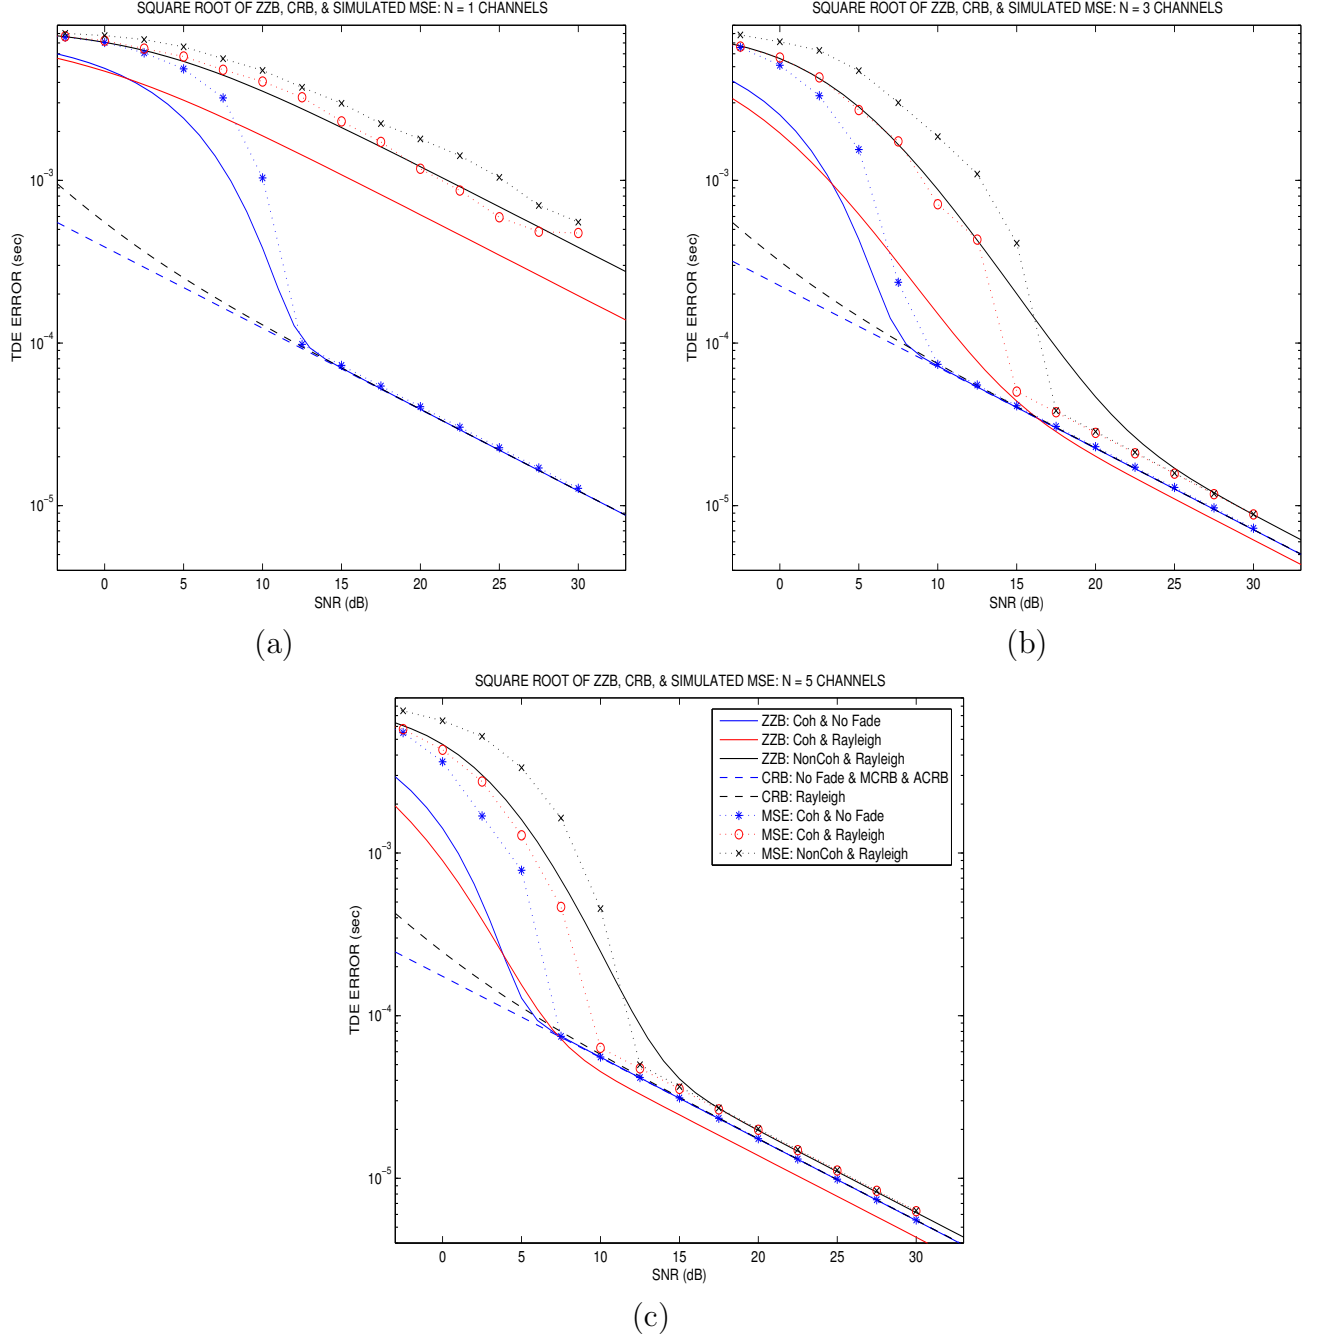 SQUARE ROOT OF ZZB, CRB, & SIMULATED MSE: N = 1 CHANNELS
10−3
10−4
10−5
TDE ERROR (sec)
0 5 10 15 20 25 30
SNR (dB)
(a)
SQUARE ROOT OF ZZB, CRB, & SIMULATED MSE: N = 3 CHANNELS
10−3
10−4
10−5
TDE ERROR (sec)
0 5 10 15 20 25 30
SNR (dB)
(b)
SQUARE ROOT OF ZZB, CRB, & SIMULATED MSE: N = 5 CHANNELS
10−3
10−4
10−5
TDE ERROR (sec)
0 5 10 15 20 25 30
SNR (dB)
ZZB: Coh & No Fade
ZZB: Coh & Rayleigh
ZZB: NonCoh & Rayleigh
CRB: No Fade & MCRB & ACRB
CRB: Rayleigh
MSE: Coh & No Fade
MSE: Coh & Rayleigh
MSE: NonCoh & Rayleigh
(c)